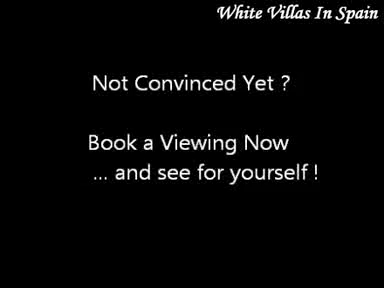 White Villas In Spain
Not Convinced Yet ?
Book a Viewing Now
... and see for yourself !